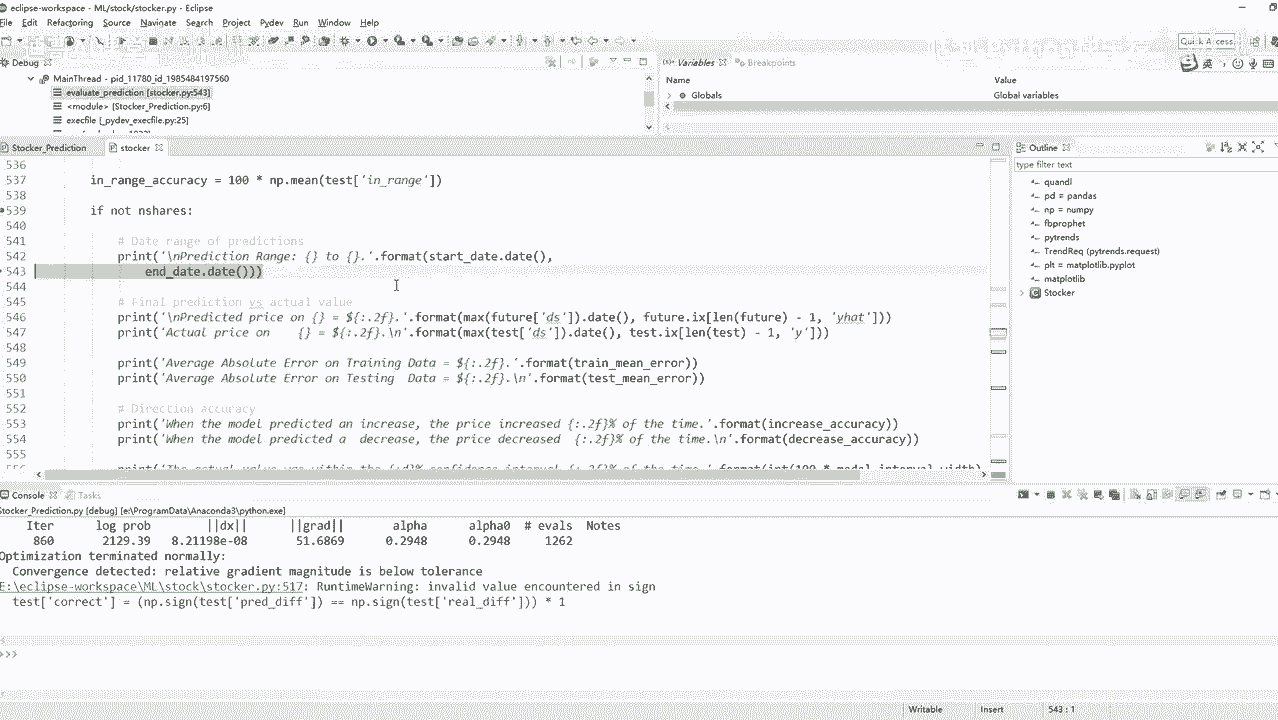 eclipse-workspace - ML/stock/stocker.py - Eclipse
File Edit Refactoring Source Navigate Search Project Pydev Run Window Help
Quick Access
Debug
MainThread - pid_11780_id_1985484197560
evaluate_prediction [stocker.py:543]
<module> [Stocker_Prediction.py:6]
execfile [_pydev_execfile.py:25]
Variables Breakpoints
Name Value
Globals Global variables
Stocker_Prediction stocker
536
537 in_range_accuracy = 100 * np.mean(test['in_range'])
538
539 if not nshares:
540
541 # Date range of predictions
542 print('\nPrediction Range: {} to {}.'.format(start_date.date(),
543 end_date.date()))
544
545 # Final prediction vs actual value
546 print('\nPredicted price on {} = ${:.2f}.'.format(max(future['ds']).date(), future.ix[len(future) - 1, 'yhat']))
547 print('Actual price on    {} = ${:.2f}.\n'.format(max(test['ds']).date(), test.ix[len(test) - 1, 'y']))
548
549 print('Average Absolute Error on Training Data = ${:.2f}.'.format(train_mean_error))
550 print('Average Absolute Error on Testing  Data = ${:.2f}.\n'.format(test_mean_error))
551
552 # Direction accuracy
553 print('When the model predicted an increase, the price increased {:.2f}% of the time.'.format(increase_accuracy))
554 print('When the model predicted a  decrease, the price decreased  {:.2f}% of the time.\n'.format(decrease_accuracy))
555
Outline
type filter text
quandl
pd = pandas
np = numpy
fbprophet
pytrends
TrendReq (pytrends.request)
plt = matplotlib.pyplot
matplotlib
Stocker
Console Tasks
Stocker_Prediction.py [debug] [e:\ProgramData\Anaconda3\python.exe]
Iter log prob ||dx|| ||grad|| alpha alpha0 # evals Notes
860 2129.39 8.21198e-08 51.6869 0.2948 0.2948 1262
Optimization terminated normally:
Convergence detected: relative gradient magnitude is below tolerance
E:\eclipse-workspace\ML\stock\stocker.py:517: RuntimeWarning: invalid value encountered in sign
test['correct'] = (np.sign(test['pred_diff']) == np.sign(test['real_diff'])) * 1
>>>
Writable Insert 543 : 1